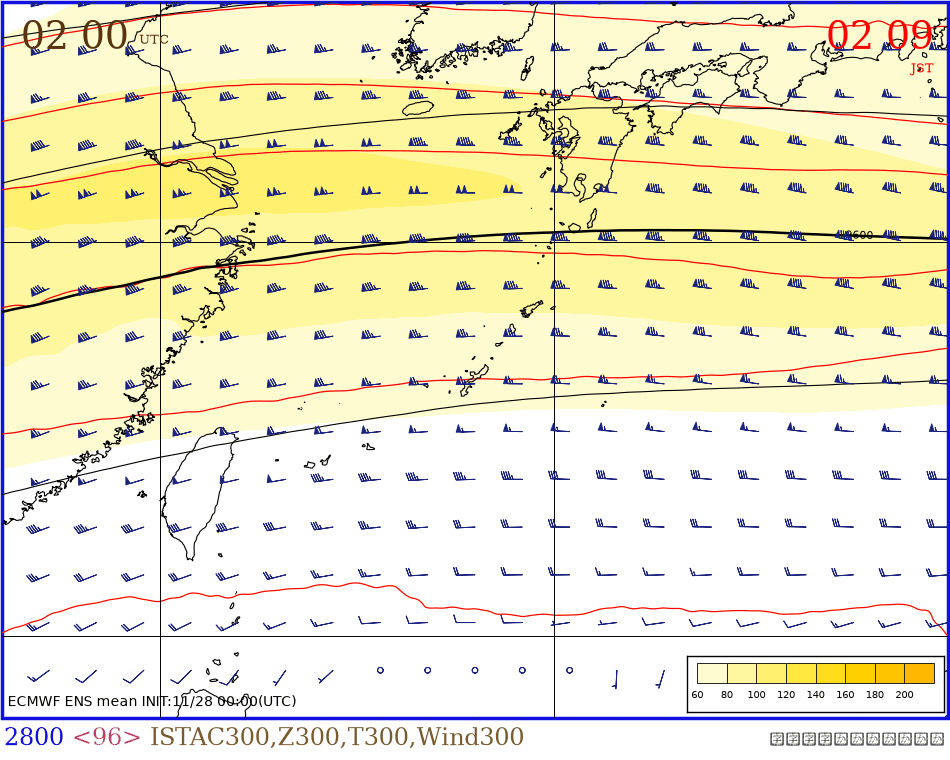 02 00 UTC
02 09
JST
9600
ECMWF ENS mean INIT:11/28 00:00(UTC)
60 80 100 120 140 160 180 200
2800 <96> ISTAC300,Z300,T300,Wind300